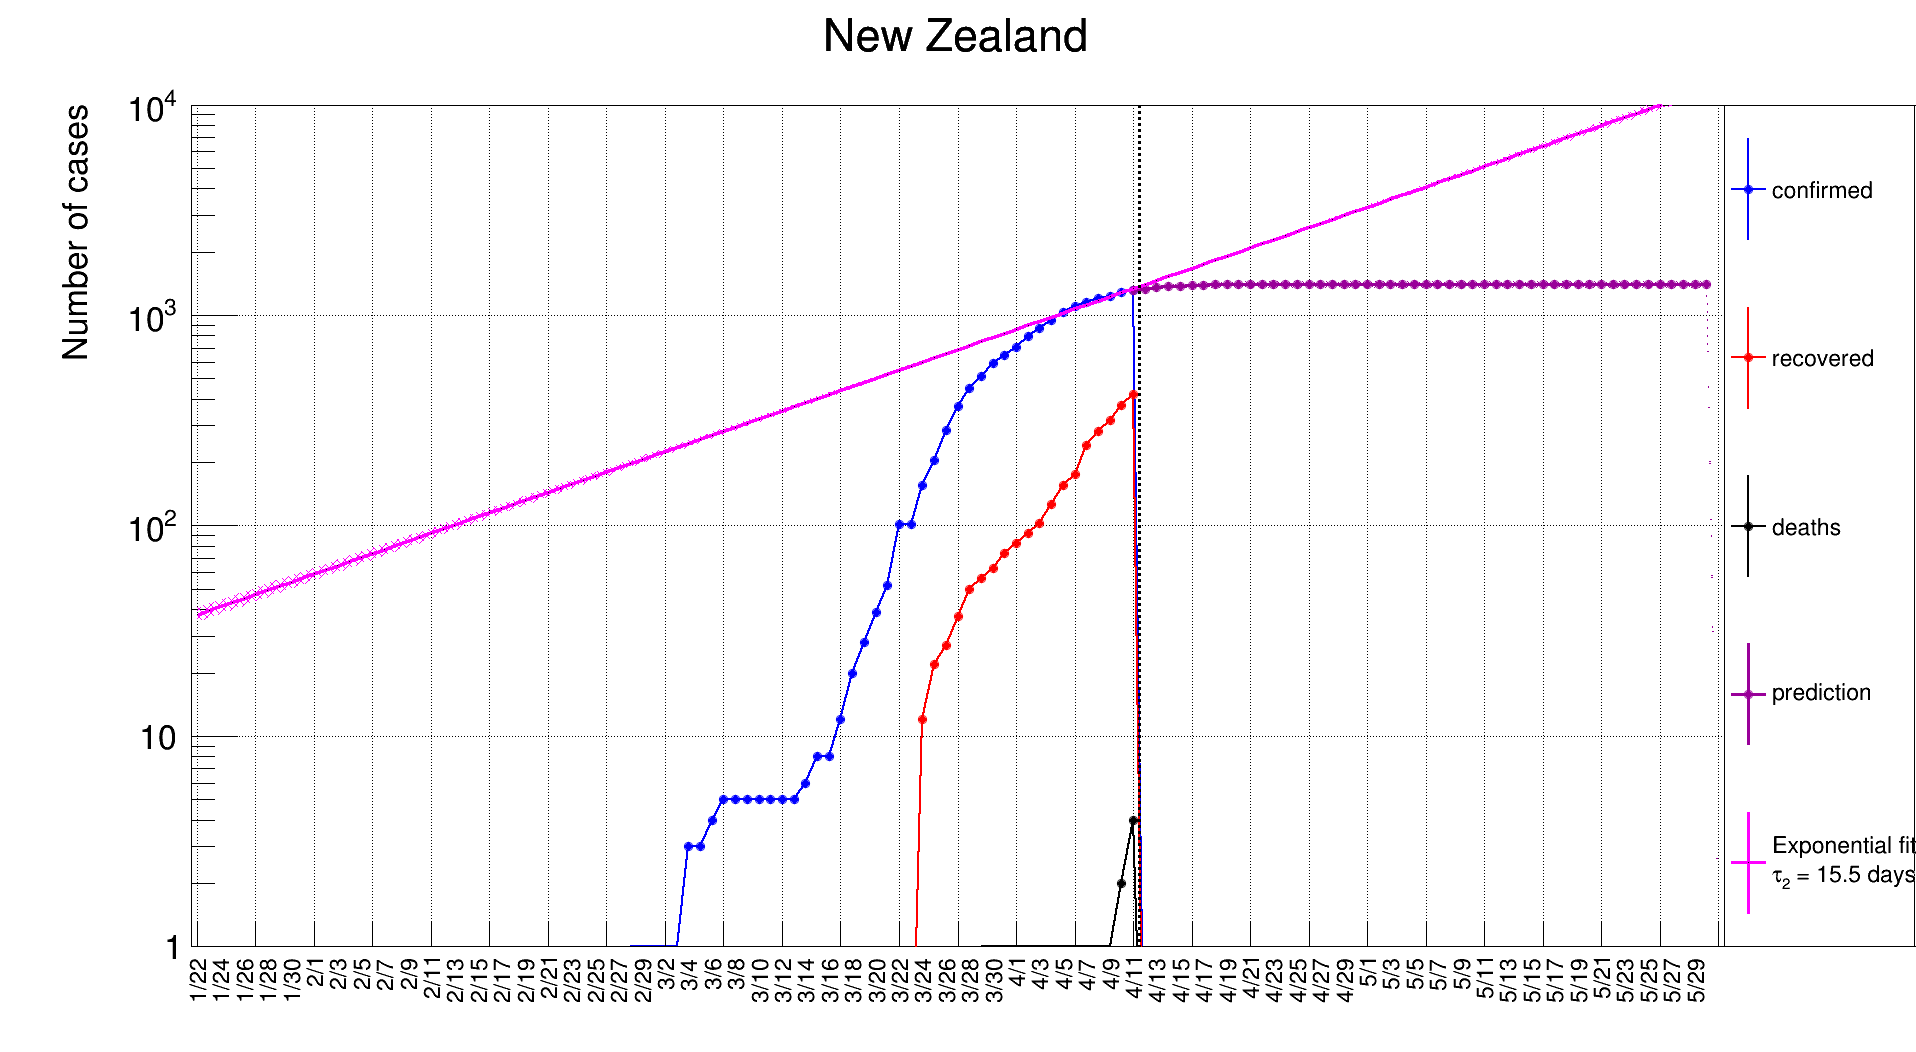 New Zealand
Number of cases
10⁴
10³
10²
10
1
1/22 1/24 1/26 1/28 1/30 2/1 2/3 2/5 2/7 2/9 2/11 2/13 2/15 2/17 2/19 2/21 2/23 2/25 2/27 2/29 3/2 3/4 3/6 3/8 3/10 3/12 3/14 3/16 3/18 3/20 3/22 3/24 3/26 3/28 3/30 4/1 4/3 4/5 4/7 4/9 4/11 4/13 4/15 4/17 4/19 4/21 4/23 4/25 4/27 4/29 5/1 5/3 5/5 5/7 5/9 5/11 5/13 5/15 5/17 5/19 5/21 5/23 5/25 5/27 5/29
confirmed
recovered
deaths
prediction
Exponential fit
τ₂ = 15.5 days